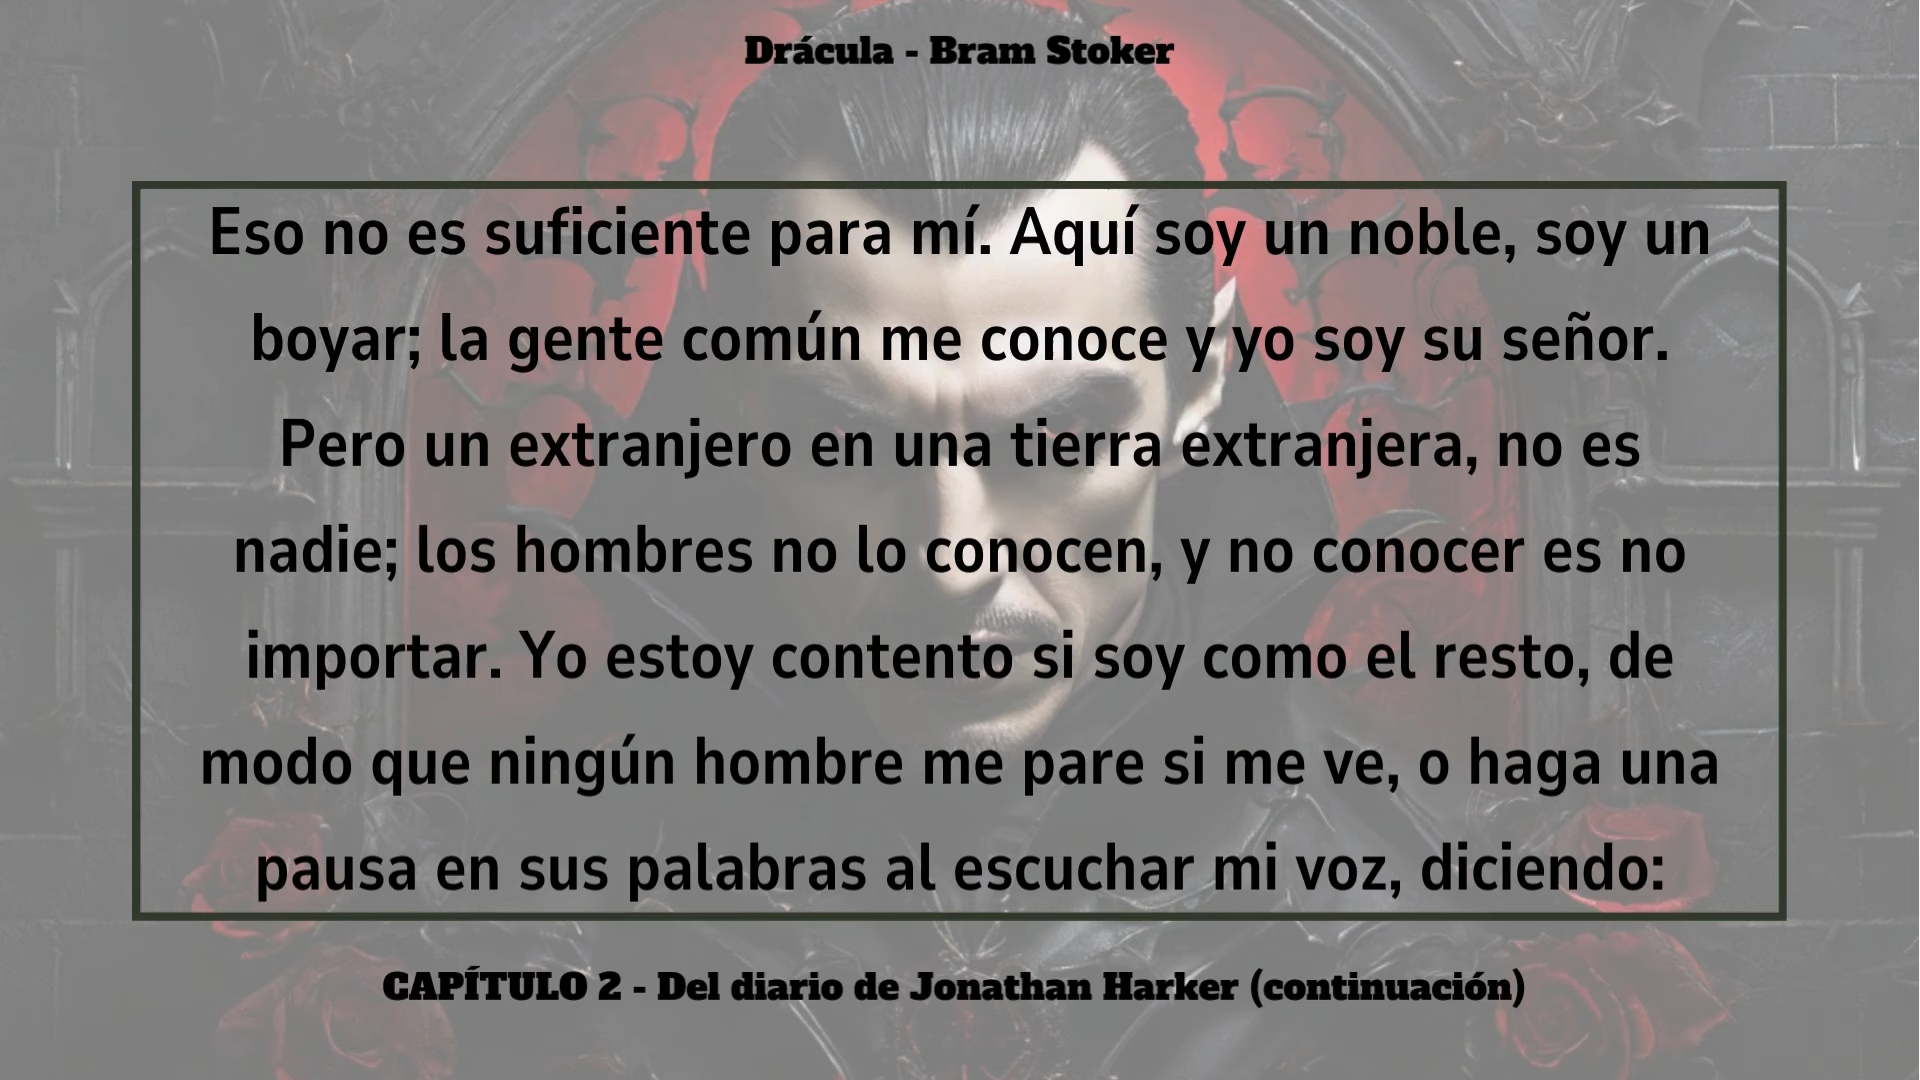 Drácula - Bram Stoker
Eso no es suficiente para mí. Aquí soy un noble, soy un
boyar; la gente común me conoce y yo soy su señor.
Pero un extranjero en una tierra extranjera, no es
nadie; los hombres no lo conocen, y no conocer es no
importar. Yo estoy contento si soy como el resto, de
modo que ningún hombre me pare si me ve, o haga una
pausa en sus palabras al escuchar mi voz, diciendo:
CAPÍTULO 2 - Del diario de Jonathan Harker (continuación)